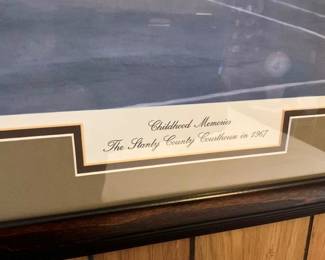 Childhood Memories
The Stanly County Courthouse in 1967